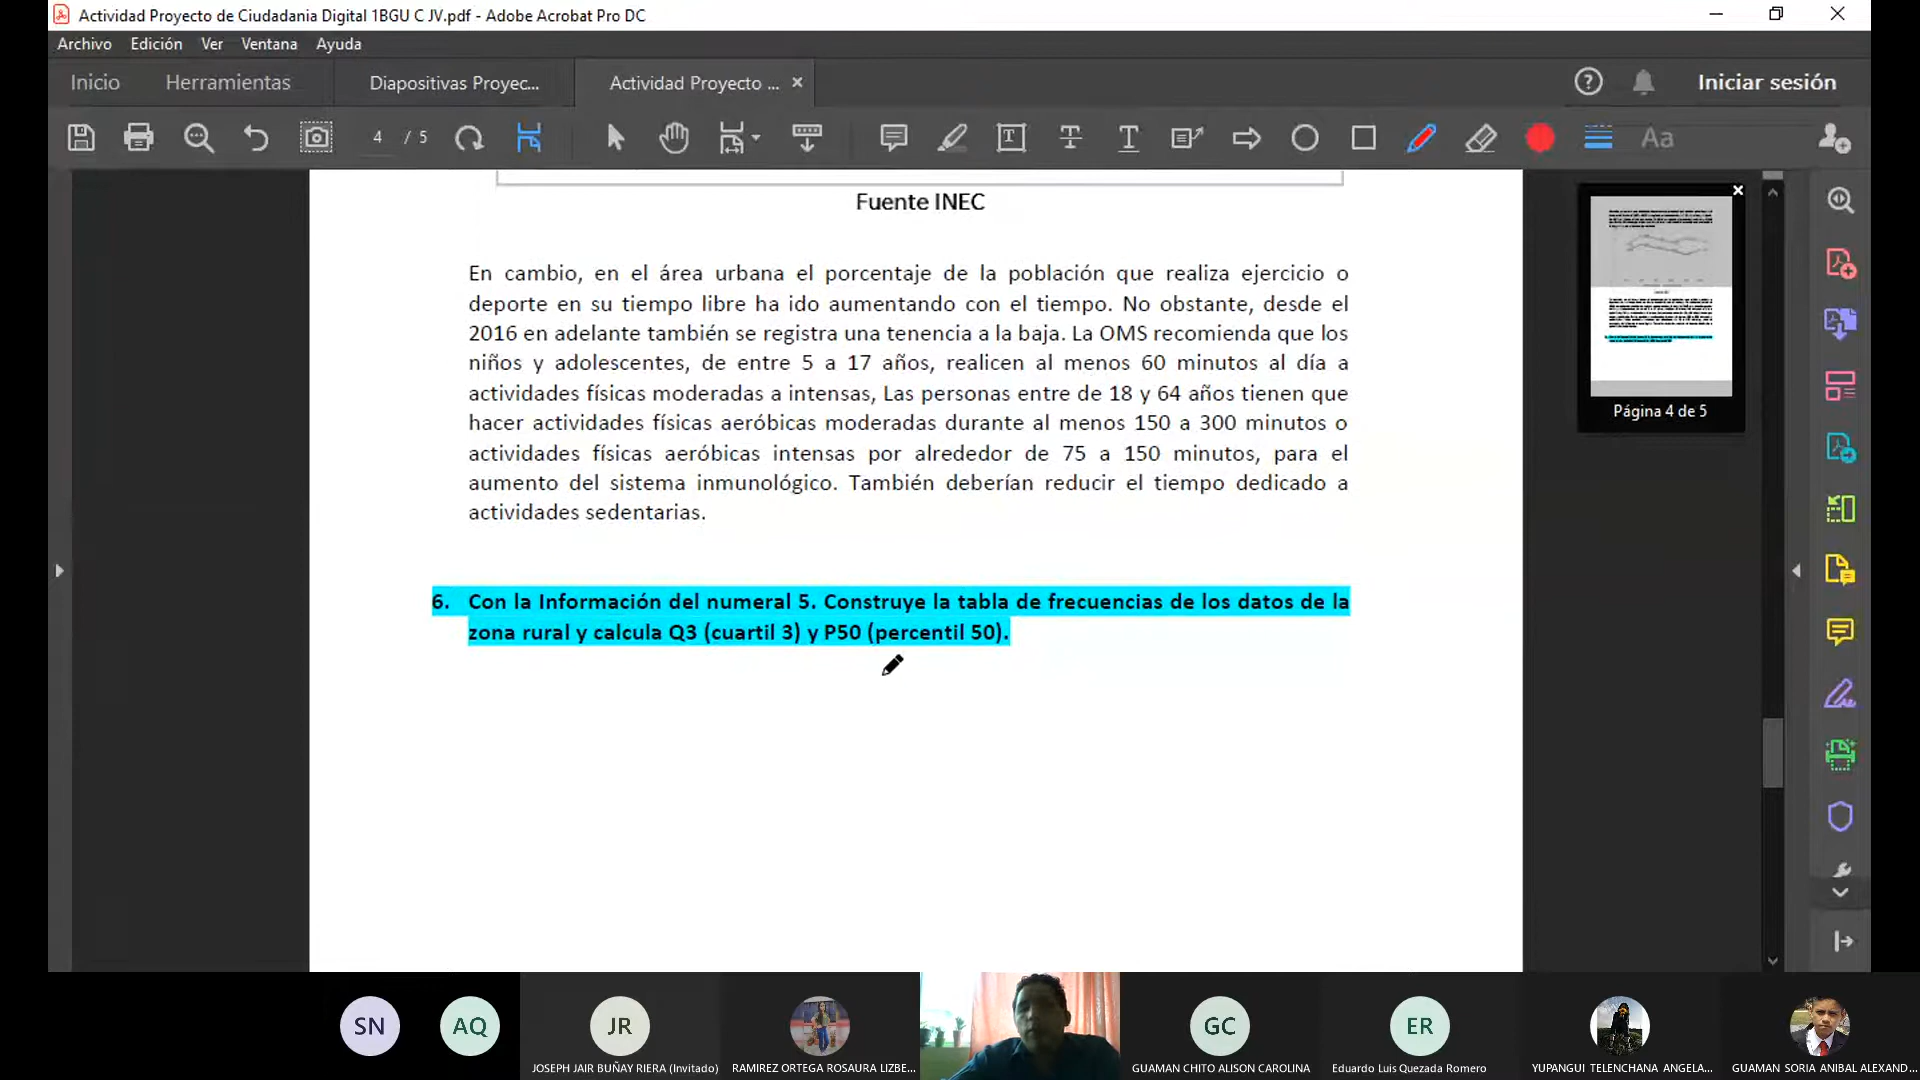 Actividad Proyecto de Ciudadania Digital 1BGU C JV.pdf - Adobe Acrobat Pro DC
Archivo Edición Ver Ventana Ayuda
Inicio Herramientas Diapositivas Proyec... Actividad Proyecto ... Iniciar sesión
4 / 5
Aa
Fuente INEC
En cambio, en el área urbana el porcentaje de la población que realiza ejercicio o
deporte en su tiempo libre ha ido aumentando con el tiempo. No obstante, desde el
2016 en adelante también se registra una tenencia a la baja. La OMS recomienda que los
niños y adolescentes, de entre 5 a 17 años, realicen al menos 60 minutos al día a
actividades físicas moderadas a intensas, Las personas entre de 18 y 64 años tienen que
hacer actividades físicas aeróbicas moderadas durante al menos 150 a 300 minutos o
actividades físicas aeróbicas intensas por alrededor de 75 a 150 minutos, para el
aumento del sistema inmunológico. También deberían reducir el tiempo dedicado a
actividades sedentarias.
6. Con la Información del numeral 5. Construye la tabla de frecuencias de los datos de la
zona rural y calcula Q3 (cuartil 3) y P50 (percentil 50).
Página 4 de 5
SN AQ JR GC ER
JOSEPH JAIR BUÑAY RIERA (Invitado) RAMIREZ ORTEGA ROSAURA LIZBE... GUAMAN CHITO ALISON CAROLINA Eduardo Luis Quezada Romero YUPANGUI TELENCHANA ANGELA... GUAMAN SORIA ANIBAL ALEXAND...